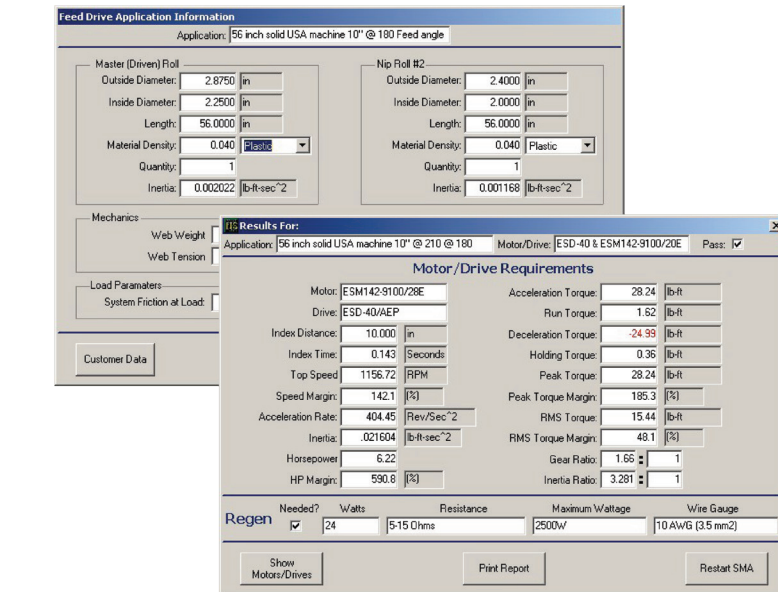 Feed Drive Application Information
Application: 56 inch solid USA machine 10" @ 180 Feed angle
Master (Driven) Roll
Outside Diameter: 2.8750 in
Inside Diameter: 2.2500 in
Length: 56.0000 in
Material Density: 0.040 Plastic
Quantity: 1
Inertia: 0.002022 lb-ft-sec^2
Nip Roll #2
Outside Diameter: 2.4000 in
Inside Diameter: 2.0000 in
Length: 56.0000 in
Material Density: 0.040 Plastic
Quantity: 1
Inertia: 0.001168 lb-ft-sec^2
Mechanics
Web Weight
Web Tension
Load Paramaters
System Friction at Load:
Customer Data
Results For:
Application: 56 inch solid USA machine 10" @ 210 @ 180 Motor/Drive: ESD-40 & ESM142-9100/20E Pass:
Motor/Drive Requirements
Motor: ESM142-9100/28E
Drive: ESD-40/AEP
Index Distance: 10.000 in
Index Time: 0.143 Seconds
Top Speed 1156.72 RPM
Speed Margin: 142.1 (%)
Acceleration Rate: 404.45 Rev/Sec^2
Inertia: .021604 lb-ft-sec^2
Horsepower 6.22
HP Margin: 590.8 (%)
Acceleration Torque: 28.24 lb-ft
Run Torque: 1.62 lb-ft
Deceleration Torque: -24.99 lb-ft
Holding Torque: 0.36 lb-ft
Peak Torque: 28.24 lb-ft
Peak Torque Margin: 185.3 (%)
RMS Torque: 15.44 lb-ft
RMS Torque Margin: 48.1 (%)
Gear Ratio: 1.66 : 1
Inertia Ratio: 3.281 : 1
Regen
Needed? Watts Resistance Maximum Wattage Wire Gauge
24 5-15 Ohms 2500W 10 AWG (3.5 mm2)
Show Motors/Drives
Print Report
Restart SMA